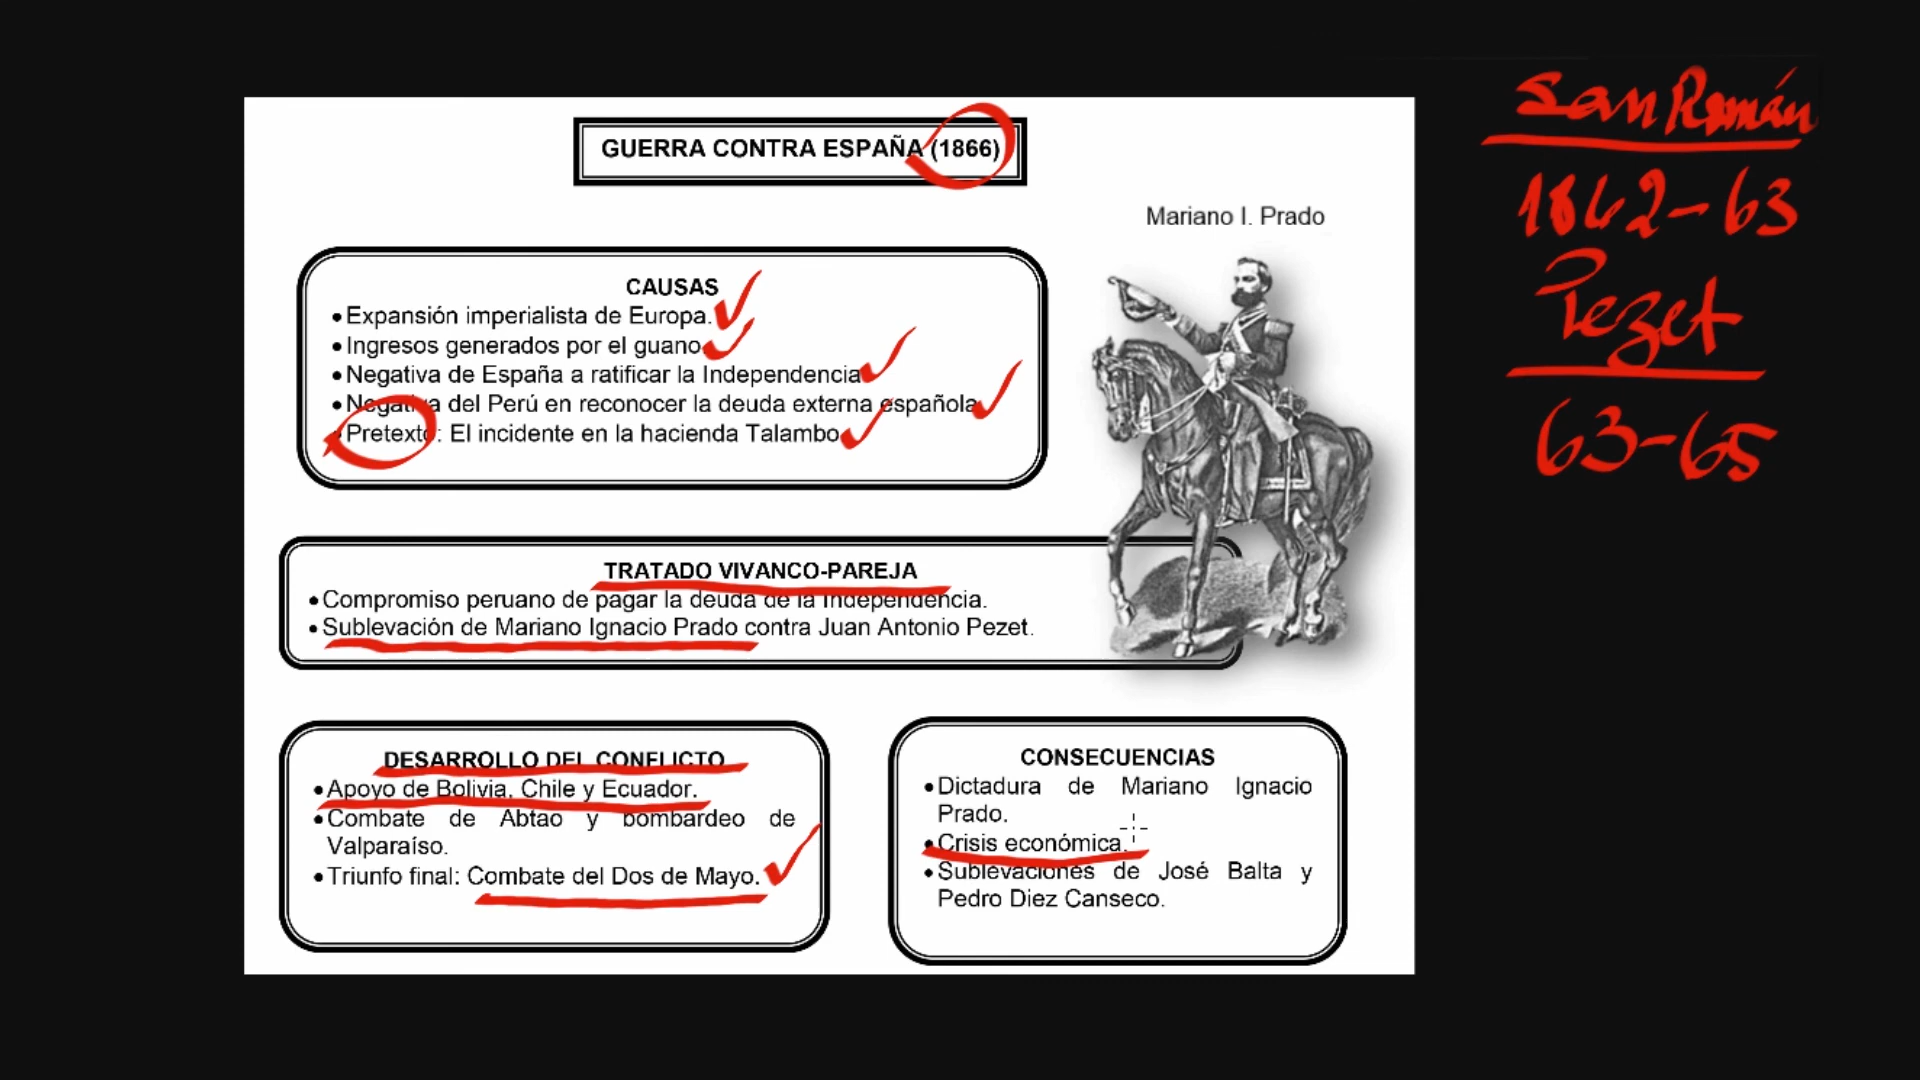 GUERRA CONTRA ESPAÑA (1866)
Mariano I. Prado
CAUSAS
•Expansión imperialista de Europa.
•Ingresos generados por el guano
•Negativa de España a ratificar la Independencia
•Negativa del Perú en reconocer la deuda externa española
•Pretexto: El incidente en la hacienda Talambo
TRATADO VIVANCO-PAREJA
•Compromiso peruano de pagar la deuda de la Independencia.
•Sublevación de Mariano Ignacio Prado contra Juan Antonio Pezet.
DESARROLLO DEL CONFLICTO
•Apoyo de Bolivia, Chile y Ecuador.
•Combate de Abtao y bombardeo de
Valparaíso.
•Triunfo final: Combate del Dos de Mayo.
CONSECUENCIAS
•Dictadura de Mariano Ignacio
Prado.
•Crisis económica.
•Sublevaciones de José Balta y
Pedro Diez Canseco.
San Román
1862-63
Pezet
63-65